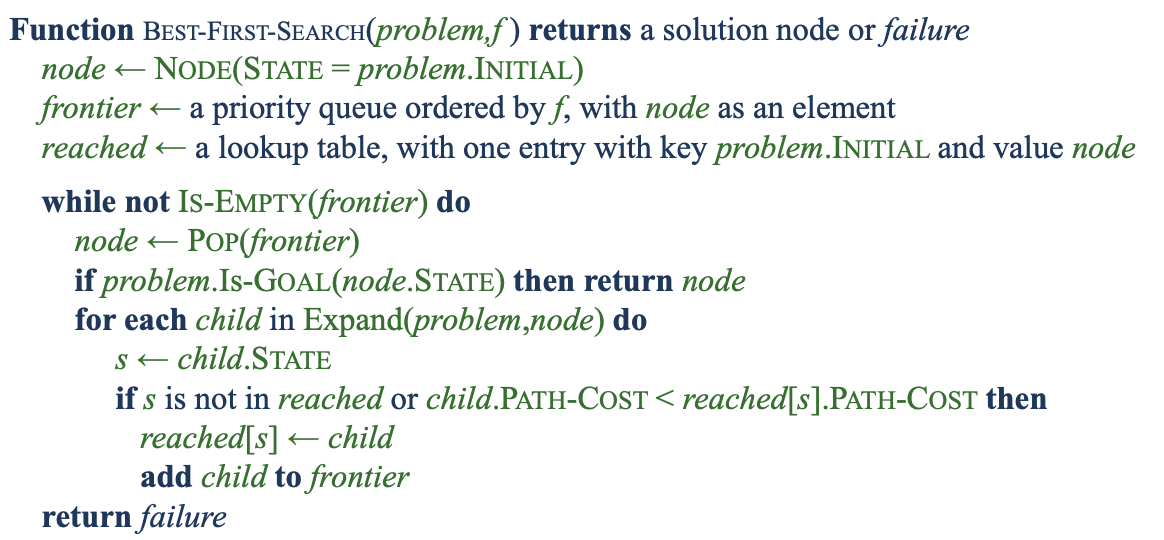 Function BEST-FIRST-SEARCH(problem,f) returns a solution node or failure
node ← NODE(STATE = problem.INITIAL)
frontier ← a priority queue ordered by f, with node as an element
reached ← a lookup table, with one entry with key problem.INITIAL and value node
while not IS-EMPTY(frontier) do
node ← POP(frontier)
if problem.IS-GOAL(node.STATE) then return node
for each child in Expand(problem,node) do
s ← child.STATE
if s is not in reached or child.PATH-COST < reached[s].PATH-COST then
reached[s] ← child
add child to frontier
return failure